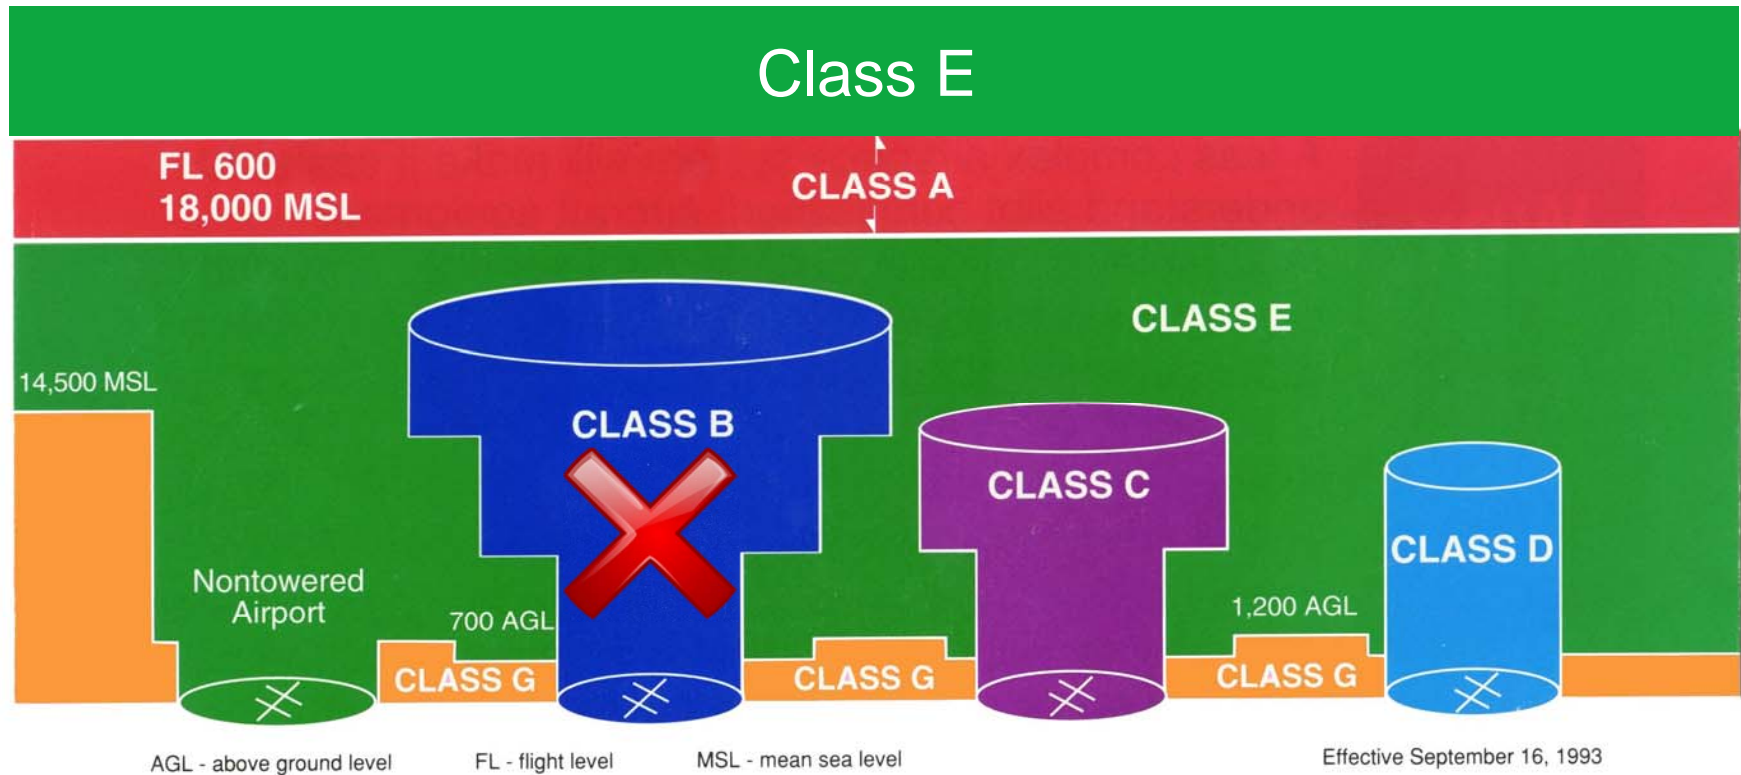 Class E
FL 600
18,000 MSL
CLASS A
CLASS E
14,500 MSL
CLASS B
CLASS C
CLASS D
Nontowered
Airport
700 AGL
1,200 AGL
CLASS G
CLASS G
CLASS G
AGL - above ground level
FL - flight level
MSL - mean sea level
Effective September 16, 1993